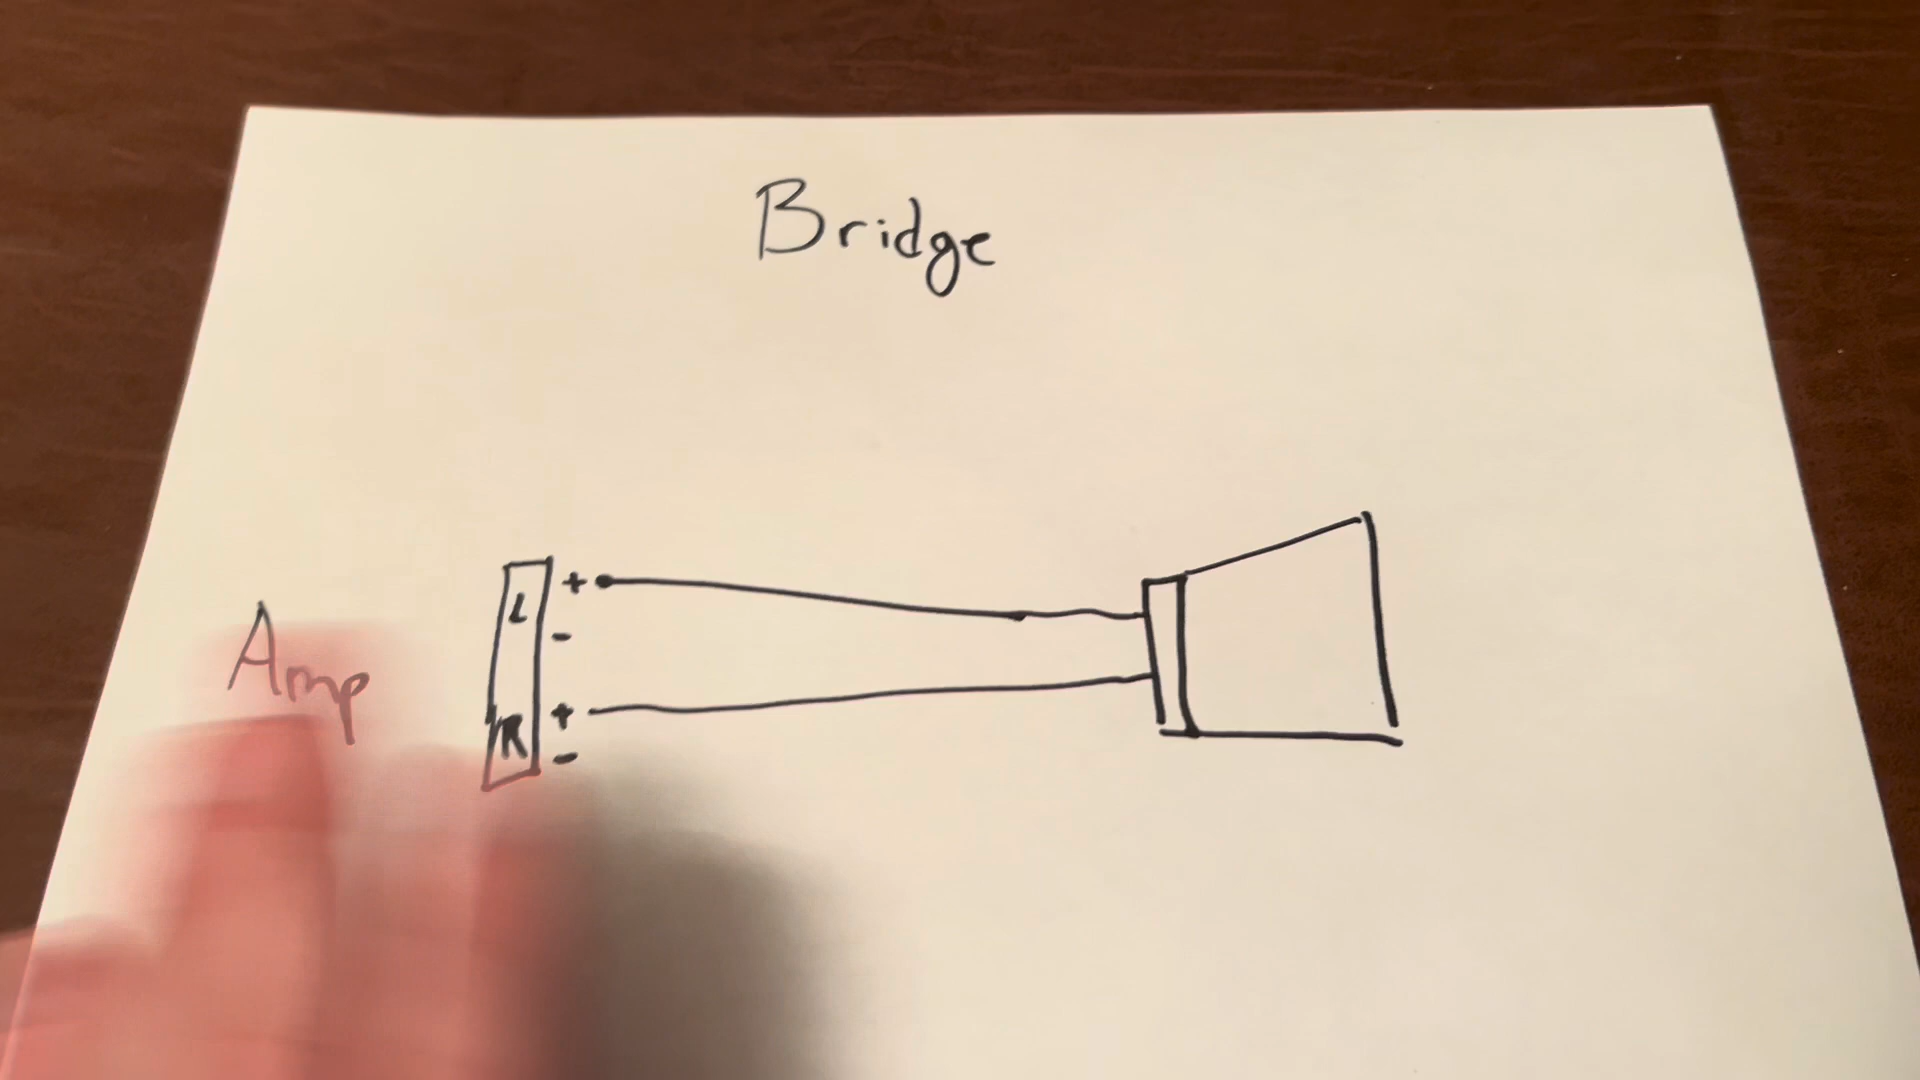 Bridge
L + 
-
Amp
R +
-